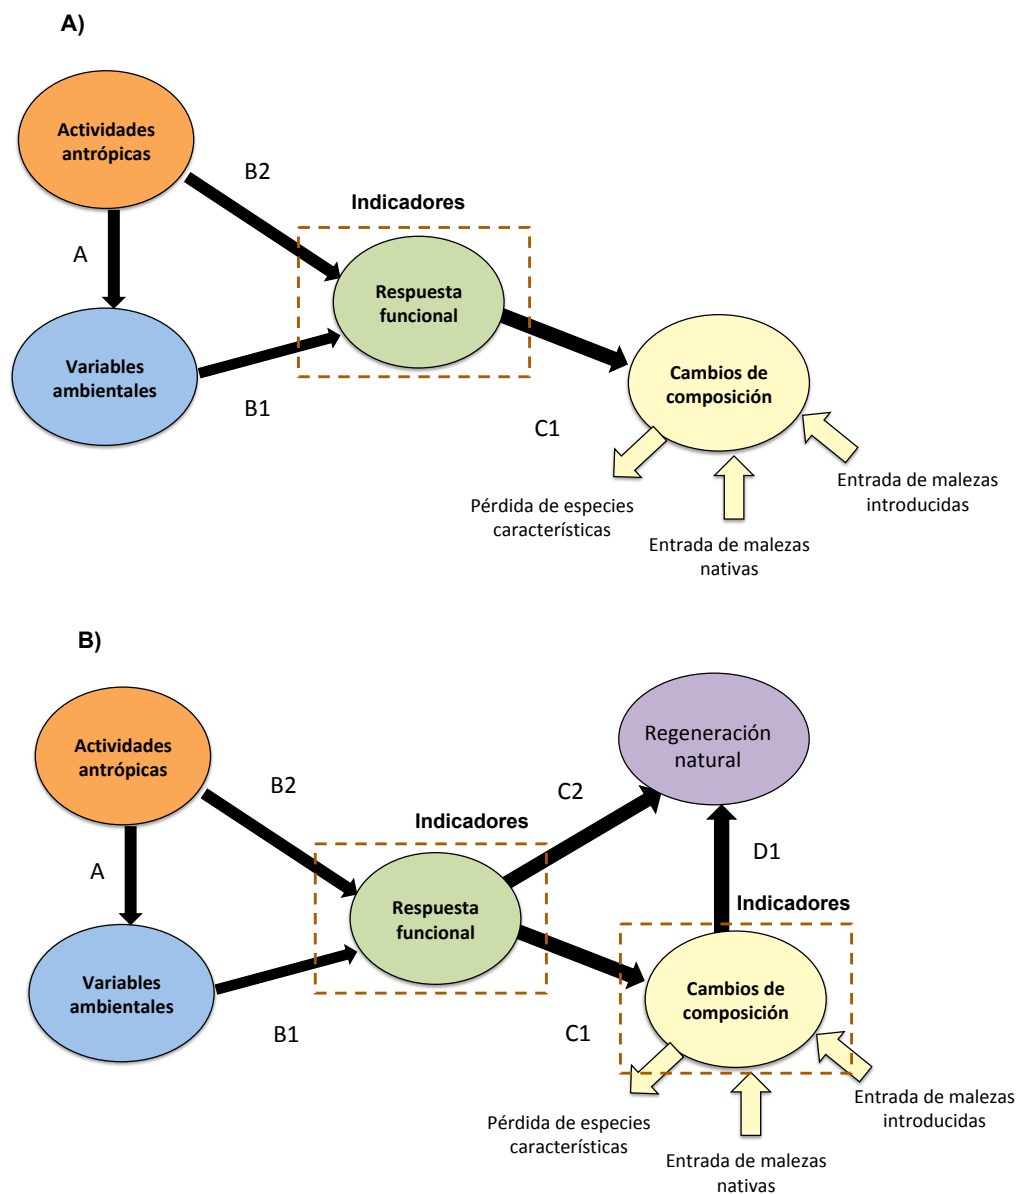 A)
Actividades
antrópicas
B2
Indicadores
A
Respuesta
funcional
Variables
ambientales
B1
Cambios de
composición
C1
Pérdida de especies
características
Entrada de malezas
nativas
Entrada de malezas
introducidas
B)
Actividades
antrópicas
B2
Regeneración
natural
C2
Indicadores
A
D1
Respuesta
funcional
Indicadores
Variables
ambientales
B1
Cambios de
composición
C1
Pérdida de especies
características
Entrada de malezas
nativas
Entrada de malezas
introducidas